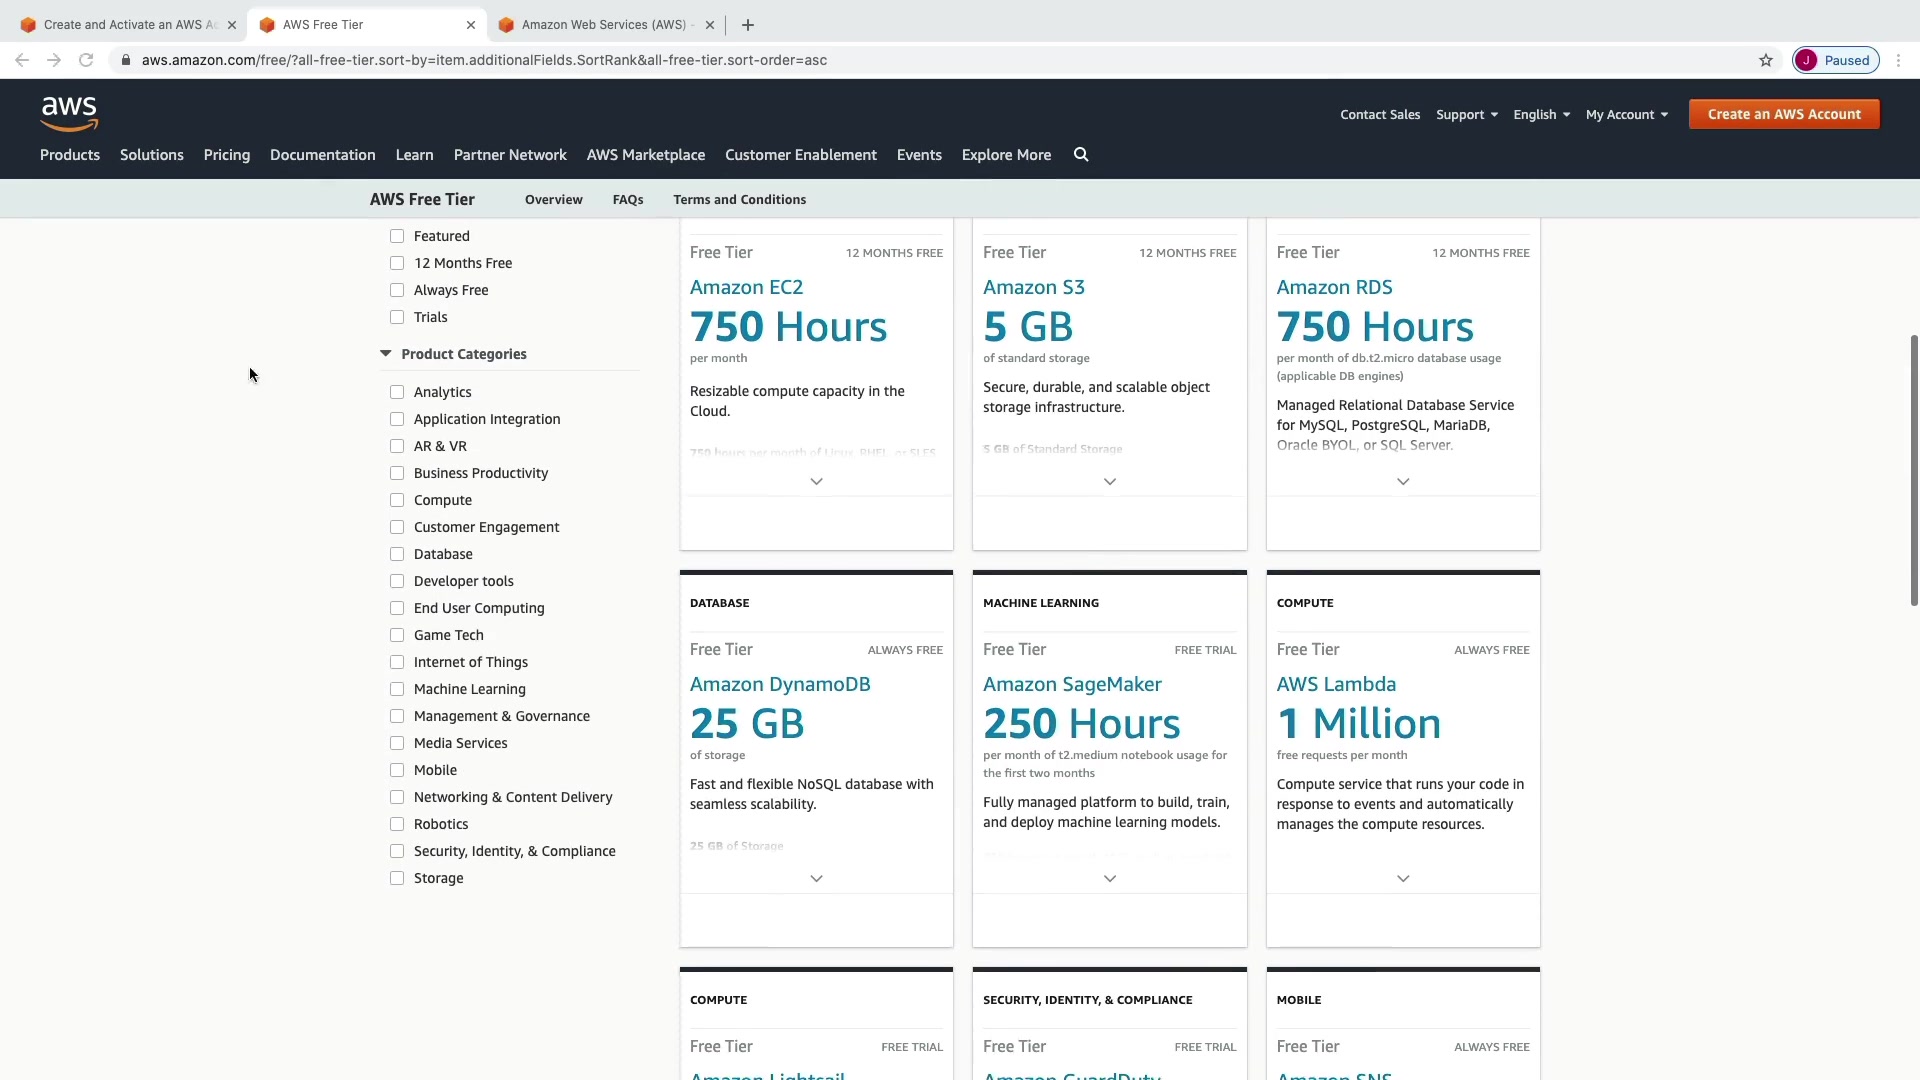 Create and Activate an AWS Ac
AWS Free Tier
Amazon Web Services (AWS) -
aws.amazon.com/free/?all-free-tier.sort-by=item.additionalFields.SortRank&all-free-tier.sort-order=asc
J
Paused
aws
Contact Sales
Support
English
My Account
Create an AWS Account
Products
Solutions
Pricing
Documentation
Learn
Partner Network
AWS Marketplace
Customer Enablement
Events
Explore More
AWS Free Tier
Overview
FAQs
Terms and Conditions
Featured
12 Months Free
Always Free
Trials
Product Categories
Analytics
Application Integration
AR & VR
Business Productivity
Compute
Customer Engagement
Database
Developer tools
End User Computing
Game Tech
Internet of Things
Machine Learning
Management & Governance
Media Services
Mobile
Networking & Content Delivery
Robotics
Security, Identity, & Compliance
Storage
Free Tier
12 MONTHS FREE
Amazon EC2
750 Hours
per month
Resizable compute capacity in the
Cloud.
750 hours per month of Linux, RHEL, or SLES
Free Tier
12 MONTHS FREE
Amazon S3
5 GB
of standard storage
Secure, durable, and scalable object
storage infrastructure.
5 GB of Standard Storage
Free Tier
12 MONTHS FREE
Amazon RDS
750 Hours
per month of db.t2.micro database usage
(applicable DB engines)
Managed Relational Database Service
for MySQL, PostgreSQL, MariaDB,
Oracle BYOL, or SQL Server.
DATABASE
Free Tier
ALWAYS FREE
Amazon DynamoDB
25 GB
of storage
Fast and flexible NoSQL database with
seamless scalability.
25 GB of Storage
MACHINE LEARNING
Free Tier
FREE TRIAL
Amazon SageMaker
250 Hours
per month of t2.medium notebook usage for
the first two months
Fully managed platform to build, train,
and deploy machine learning models.
COMPUTE
Free Tier
ALWAYS FREE
AWS Lambda
1 Million
free requests per month
Compute service that runs your code in
response to events and automatically
manages the compute resources.
COMPUTE
Free Tier
FREE TRIAL
Amazon Lightsail
SECURITY, IDENTITY, & COMPLIANCE
Free Tier
FREE TRIAL
Amazon GuardDuty
MOBILE
Free Tier
ALWAYS FREE
Amazon SNS